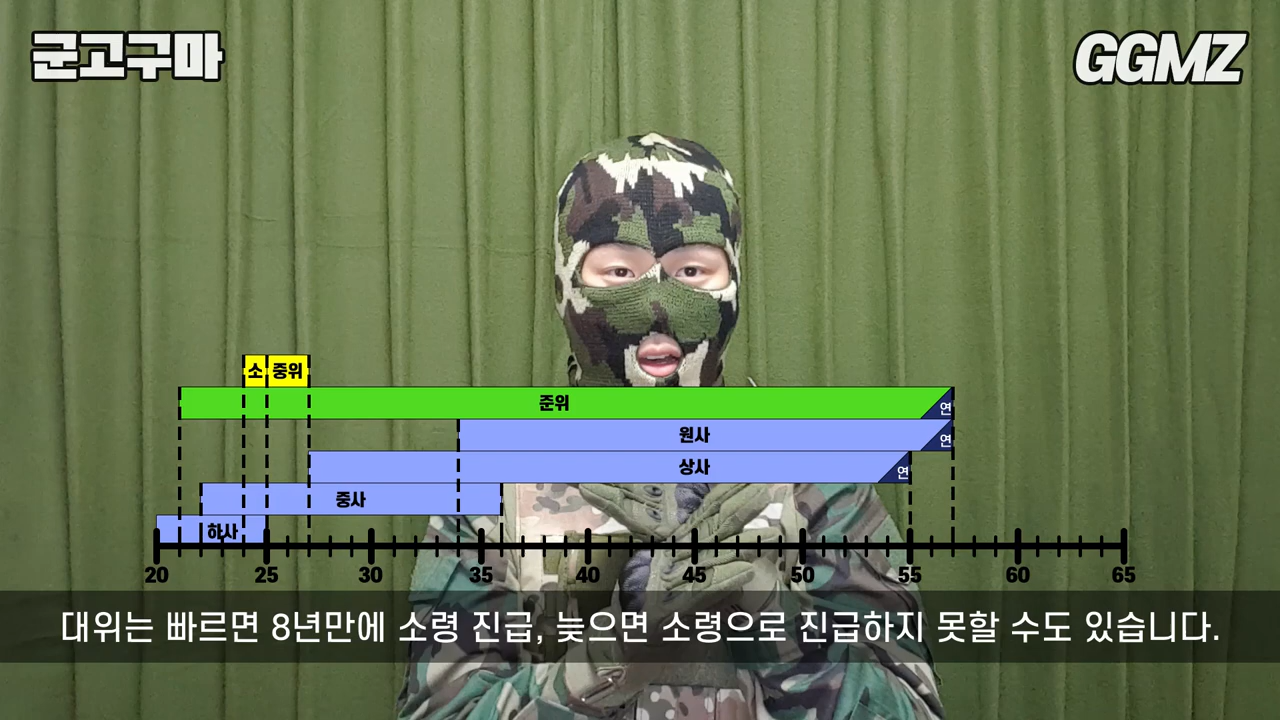 군고구마
GGMZ
소 중위
준위 연
원사 연
상사 연
중사
하사
20 25 30 35 40 45 50 55 60 65
대위는 빠르면 8년만에 소령 진급, 늦으면 소령으로 진급하지 못할 수도 있습니다.